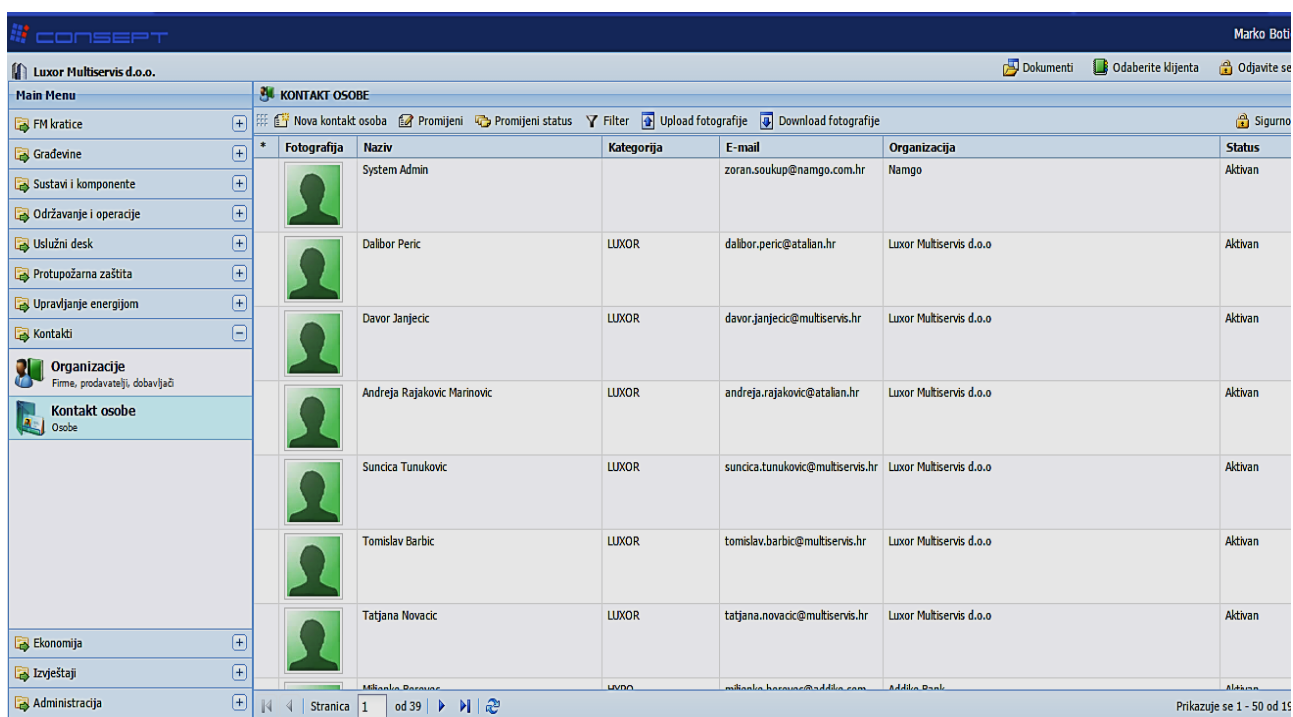 CONSEPT
Marko Boti
Luxor Multiservis d.o.o.
Dokumenti Odaberite klijenta Odjavite se
Main Menu
KONTAKT OSOBE
FM kratice
Građevine
Sustavi i komponente
Održavanje i operacije
Uslužni desk
Protupožarna zaštita
Upravljanje energijom
Kontakti
Organizacije
Firme, prodavatelji, dobavljači
Kontakt osobe
Osobe
Ekonomija
Izvještaji
Administracija
Nova kontakt osoba Promijeni Promijeni status Filter Upload fotografije Download fotografije Sigurno
* Fotografija Naziv Kategorija E-mail Organizacija Status
System Admin zoran.soukup@namgo.com.hr Namgo Aktivan
Dalibor Peric LUXOR dalibor.peric@atalian.hr Luxor Multiservis d.o.o Aktivan
Davor Janjecic LUXOR davor.janjecic@multiservis.hr Luxor Multiservis d.o.o Aktivan
Andreja Rajakovic Marinovic LUXOR andreja.rajakovic@atalian.hr Luxor Multiservis d.o.o Aktivan
Suncica Tunukovic LUXOR suncica.tunukovic@multiservis.hr Luxor Multiservis d.o.o Aktivan
Tomislav Barbic LUXOR tomislav.barbic@multiservis.hr Luxor Multiservis d.o.o Aktivan
Tatjana Novacic LUXOR tatjana.novacic@multiservis.hr Luxor Multiservis d.o.o Aktivan
HYPO Addiko Bank Aktivan
Stranica 1 od 39 Prikazuje se 1 - 50 od 19